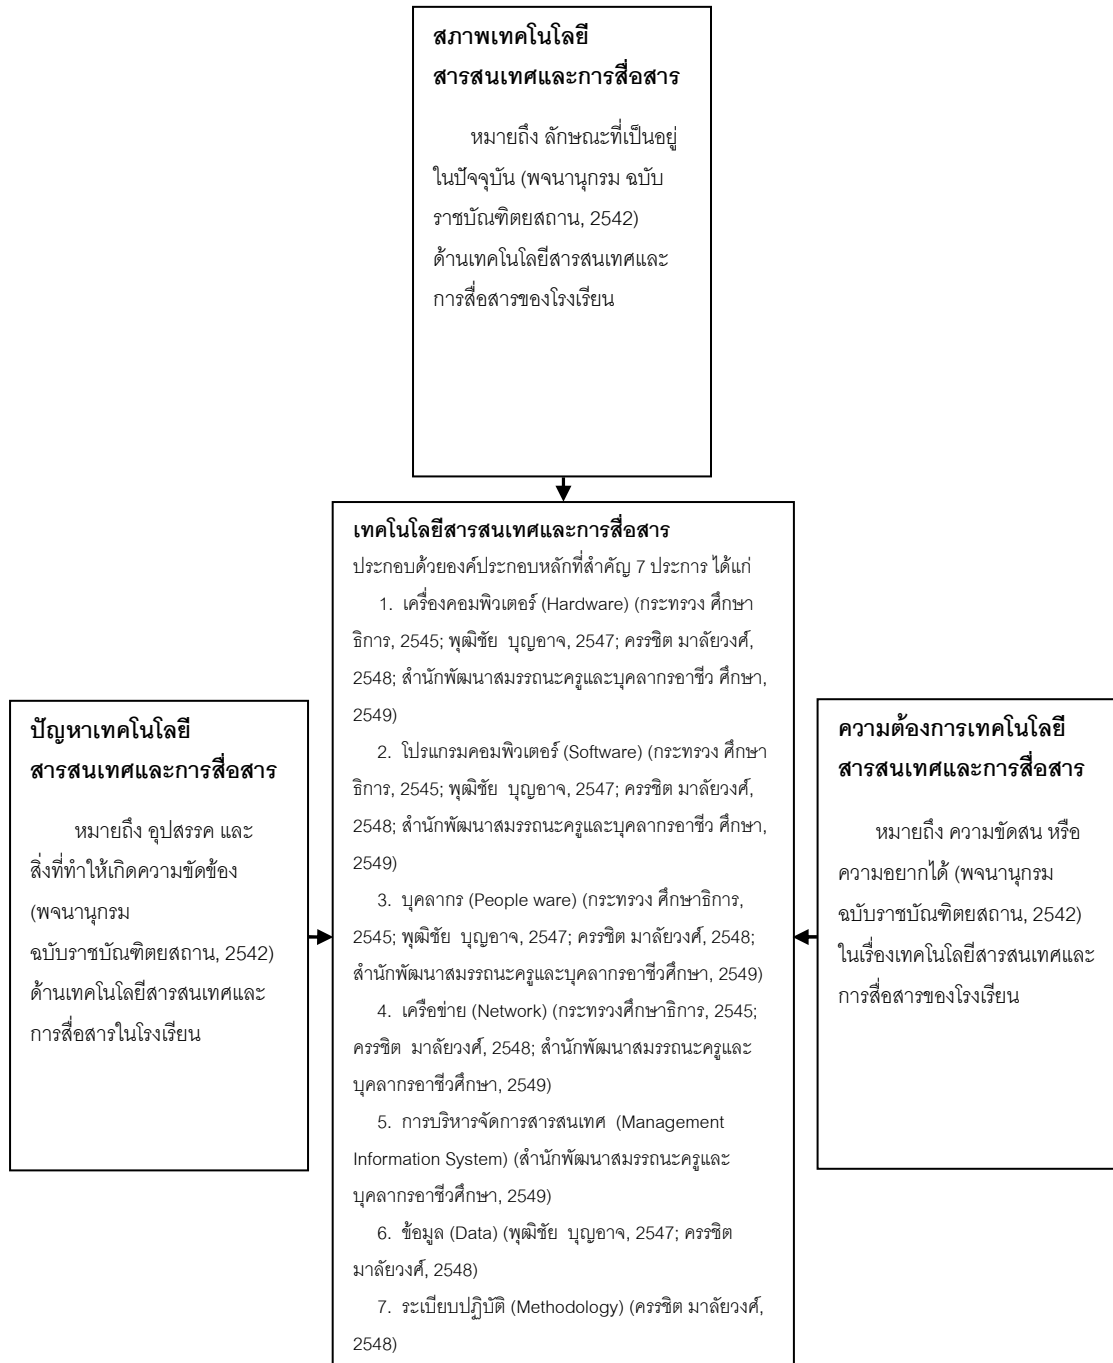 สภาพเทคโนโลยี
สารสนเทศและการสื่อสาร
หมายถึง ลักษณะที่เป็นอยู่
ในปัจจุบัน (พจนานุกรม ฉบับ
ราชบัณฑิตยสถาน, 2542)
ด้านเทคโนโลยีสารสนเทศและ
การสื่อสารของโรงเรียน
เทคโนโลยีสารสนเทศและการสื่อสาร
ประกอบด้วยองค์ประกอบหลักที่สำคัญ 7 ประการ ได้แก่
1. เครื่องคอมพิวเตอร์ (Hardware) (กระทรวง ศึกษา
ธิการ, 2545; พุฒิชัย บุญอาจ, 2547; ครรชิต มาลัยวงศ์,
2548; สำนักพัฒนาสมรรถนะครูและบุคลากรอาชีว ศึกษา,
2549)
2. โปรแกรมคอมพิวเตอร์ (Software) (กระทรวง ศึกษา
ธิการ, 2545; พุฒิชัย บุญอาจ, 2547; ครรชิต มาลัยวงศ์,
2548; สำนักพัฒนาสมรรถนะครูและบุคลากรอาชีว ศึกษา,
2549)
3. บุคลากร (People ware) (กระทรวง ศึกษาธิการ,
2545; พุฒิชัย บุญอาจ, 2547; ครรชิต มาลัยวงศ์, 2548;
สำนักพัฒนาสมรรถนะครูและบุคลากรอาชีวศึกษา, 2549)
4. เครือข่าย (Network) (กระทรวงศึกษาธิการ, 2545;
ครรชิต มาลัยวงศ์, 2548; สำนักพัฒนาสมรรถนะครูและ
บุคลากรอาชีวศึกษา, 2549)
5. การบริหารจัดการสารสนเทศ (Management
Information System) (สำนักพัฒนาสมรรถนะครูและ
บุคลากรอาชีวศึกษา, 2549)
6. ข้อมูล (Data) (พุฒิชัย บุญอาจ, 2547; ครรชิต
มาลัยวงศ์, 2548)
7. ระเบียบปฏิบัติ (Methodology) (ครรชิต มาลัยวงศ์,
2548)
ปัญหาเทคโนโลยี
สารสนเทศและการสื่อสาร
หมายถึง อุปสรรค และ
สิ่งที่ทำให้เกิดความขัดข้อง
(พจนานุกรม
ฉบับราชบัณฑิตยสถาน, 2542)
ด้านเทคโนโลยีสารสนเทศและ
การสื่อสารในโรงเรียน
ความต้องการเทคโนโลยี
สารสนเทศและการสื่อสาร
หมายถึง ความขัดสน หรือ
ความอยากได้ (พจนานุกรม
ฉบับราชบัณฑิตยสถาน, 2542)
ในเรื่องเทคโนโลยีสารสนเทศและ
การสื่อสารของโรงเรียน